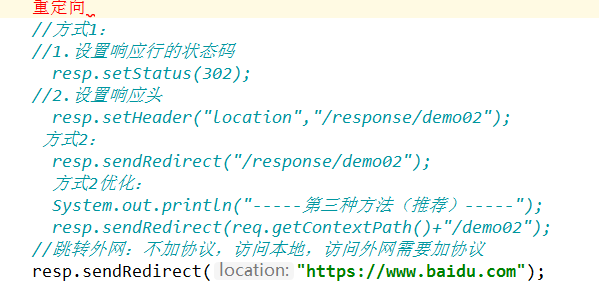 重定向
//方式1：
//1.设置响应行的状态码
resp.setStatus(302);
//2.设置响应头
resp.setHeader("location","/response/demo02");
方式2：
resp.sendRedirect("/response/demo02");
方式2优化：
System.out.println("-----第三种方法（推荐）-----");
resp.sendRedirect(req.getContextPath()+"/demo02");
//跳转外网：不加协议，访问本地，访问外网需要加协议
resp.sendRedirect( location: "https://www.baidu.com");